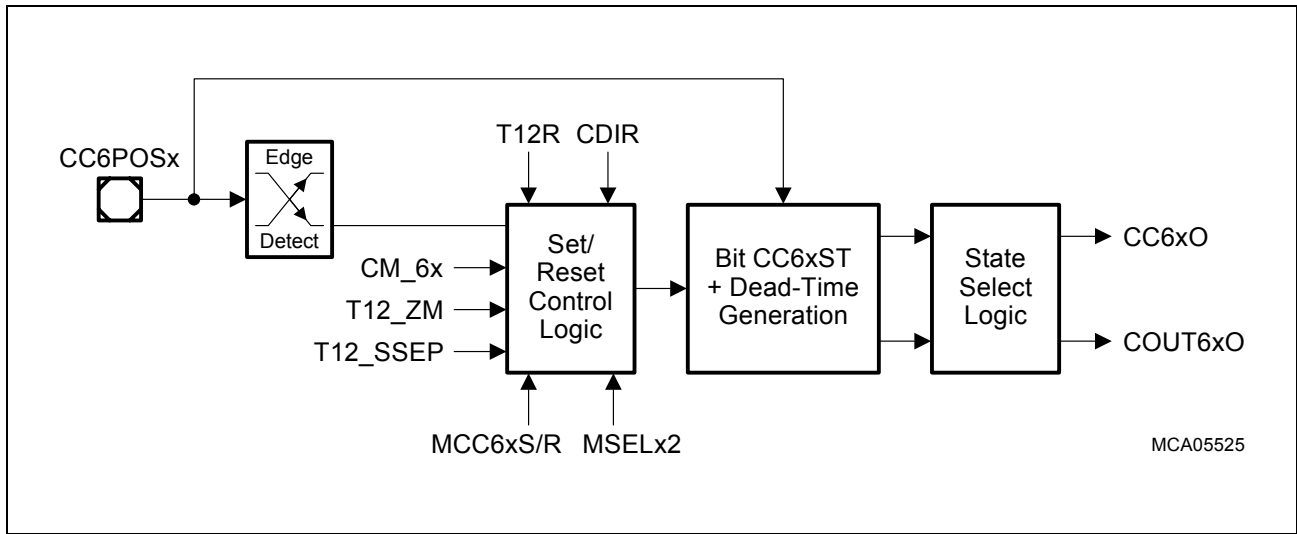 T12R CDIR
CC6POSx
Edge
Detect
CM_6x
T12_ZM
T12_SSEP
Set/
Reset
Control
Logic
MCC6xS/R MSELx2
Bit CC6xST
+ Dead-Time
Generation
State
Select
Logic
CC6xO
COUT6xO
MCA05525